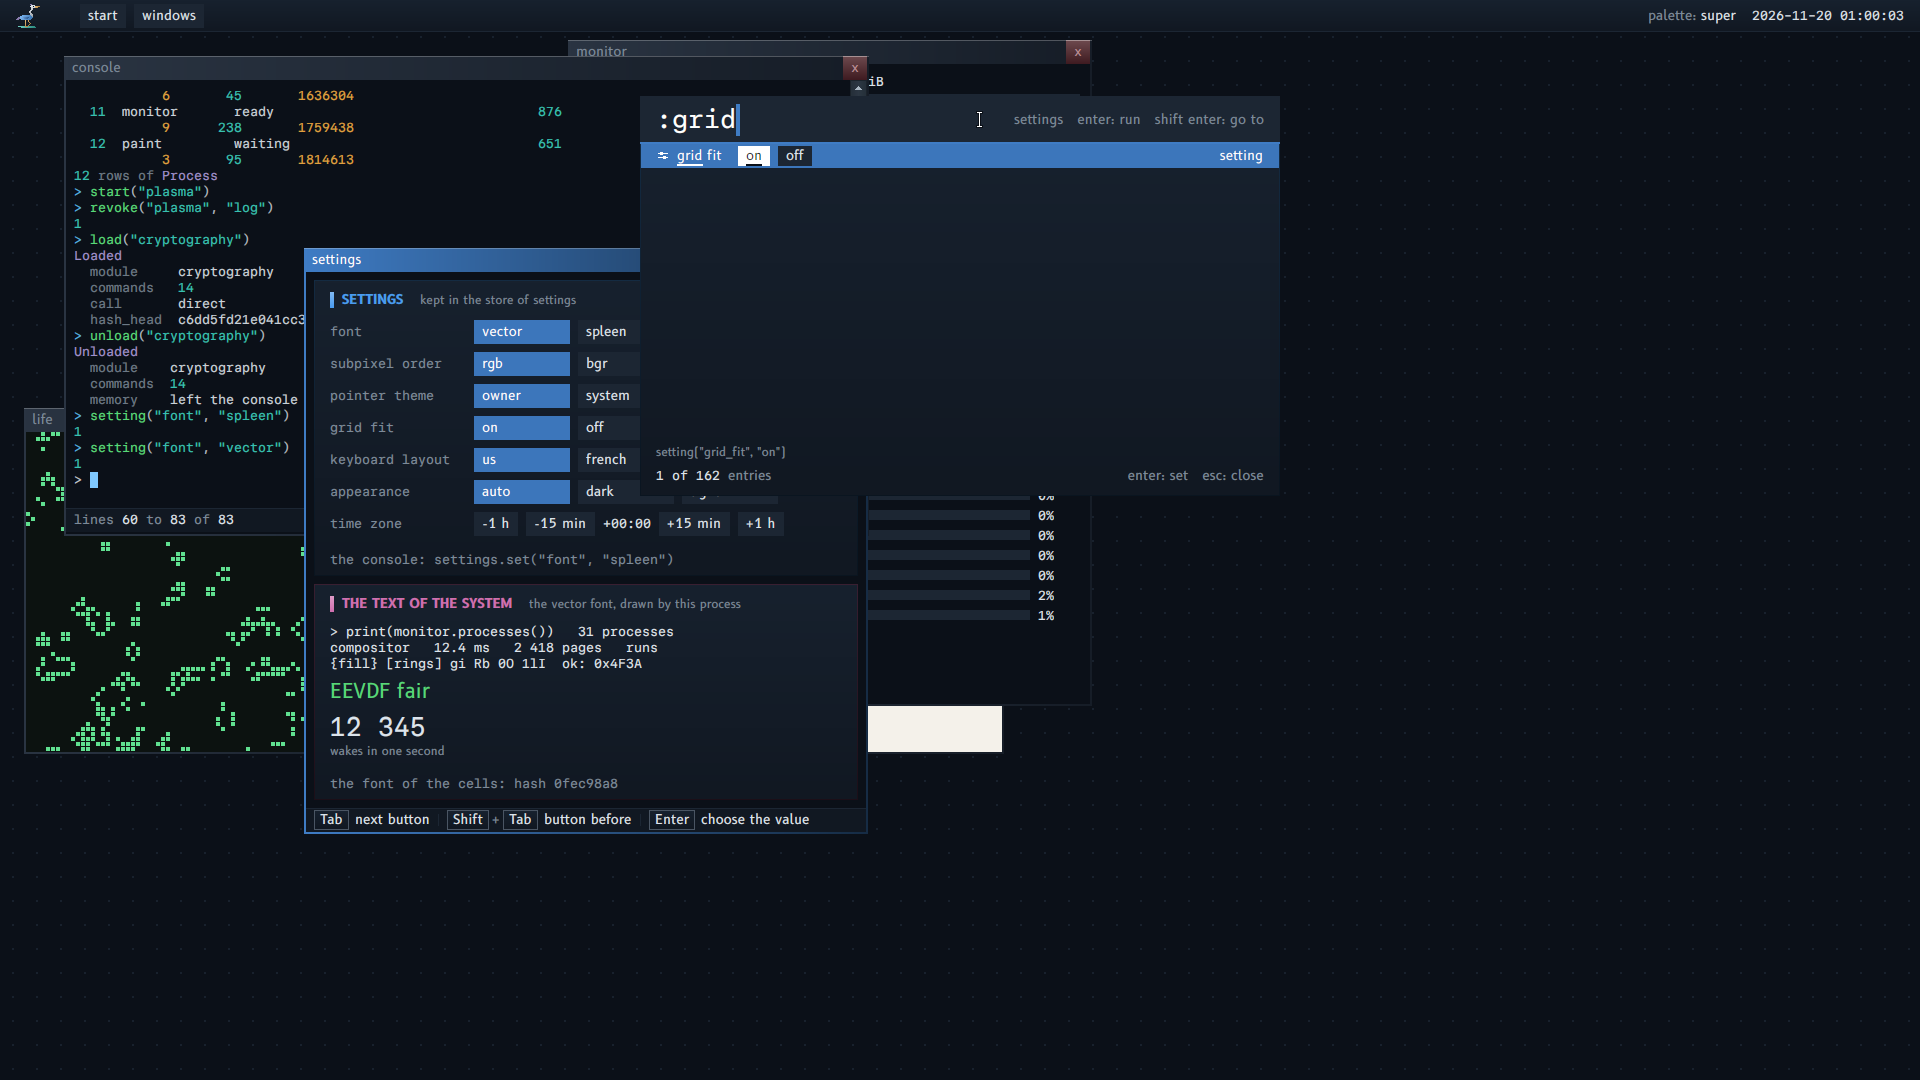 start windows palette: super 2026-11-20 01:00:03
monitor x
iB
console x
6 45 1636304
11 monitor ready 876
9 238 1759438
12 paint waiting 651
3 95 1814613
12 rows of Process
> start("plasma")
> revoke("plasma", "log")
1
> load("cryptography")
Loaded
module cryptography
commands 14
call direct
hash_head c6dd5fd21e041cc3
> unload("cryptography")
Unloaded
module cryptography
commands 14
memory left the console
> setting("font", "spleen")
1
> setting("font", "vector")
1
>
lines 60 to 83 of 83
life
:grid settings enter: run shift enter: go to
grid fit on off setting
setting["grid_fit", "on"]
1 of 162 entries enter: set esc: close
settings
SETTINGS kept in the store of settings
font vector spleen
subpixel order rgb bgr
pointer theme owner system
grid fit on off
keyboard layout us french
appearance auto dark
time zone -1 h -15 min +00:00 +15 min +1 h
the console: settings.set("font", "spleen")
THE TEXT OF THE SYSTEM the vector font, drawn by this process
> print(monitor.processes()) 31 processes
compositor 12.4 ms 2 418 pages runs
{fill} [rings] gi Rb 0O 1lI ok: 0x4F3A
EEVDF fair
12 345
wakes in one second
the font of the cells: hash 0fec98a8
Tab next button Shift + Tab button before Enter choose the value
0%
0%
0%
0%
0%
2%
1%